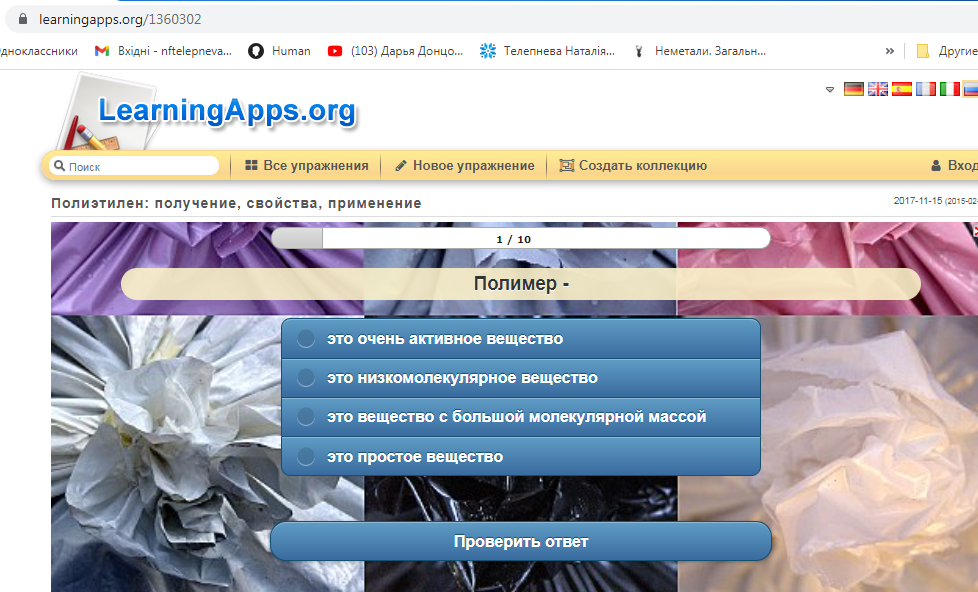 learningapps.org/1360302
дноклассники Вхідні - nftelepneva... Human (103) Дарья Донцо... Телепнева Наталія... Неметали. Загальн... » Другие
LearningApps.org
Поиск Все упражнения Новое упражнение Создать коллекцию Вход
Полиэтилен: получение, свойства, применение 2017-11-15 (2015-02-
1 / 10
Полимер -
это очень активное вещество
это низкомолекулярное вещество
это вещество с большой молекулярной массой
это простое вещество
Проверить ответ